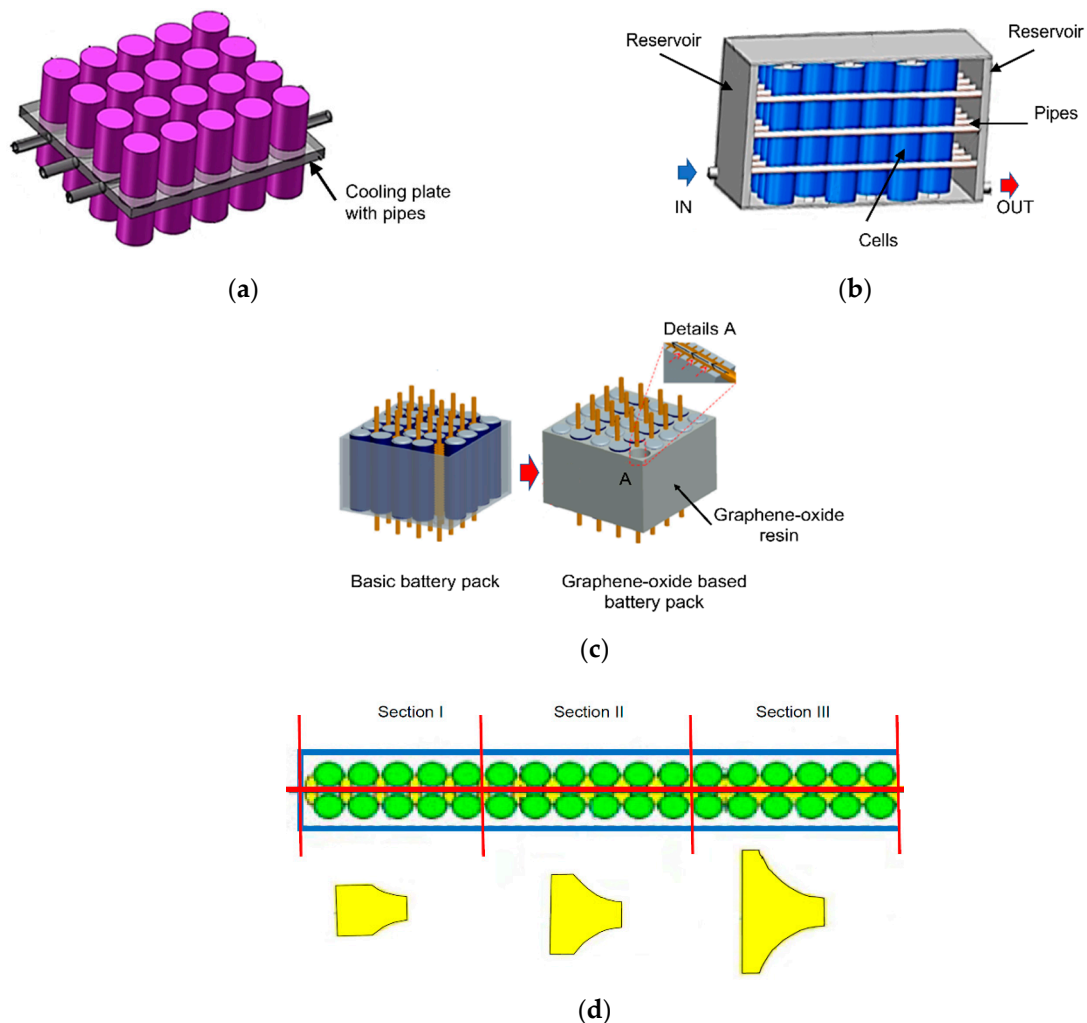 Cooling plate
with pipes
(a)
Reservoir
Reservoir
Pipes
IN
OUT
Cells
(b)
Details A
A
Graphene-oxide
resin
Basic battery pack
Graphene-oxide based
battery pack
(c)
Section I
Section II
Section III
(d)